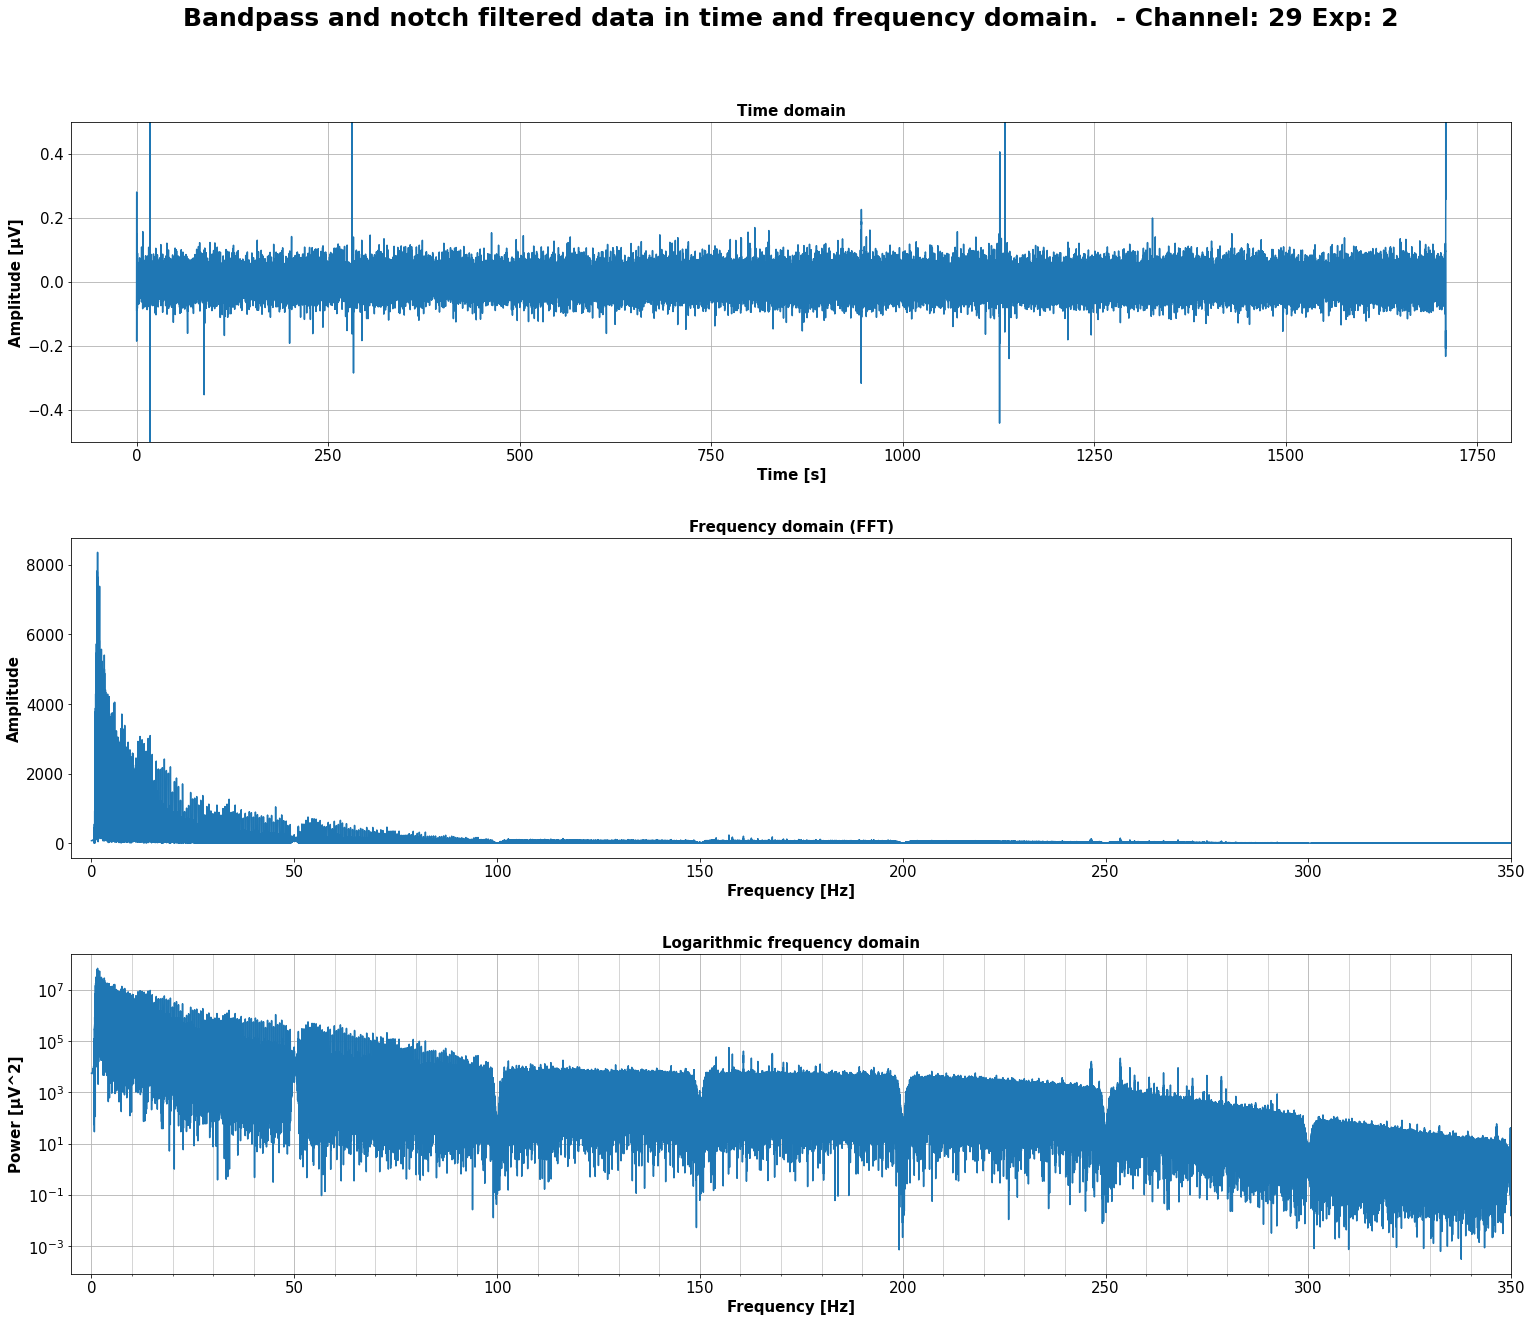 Bandpass and notch filtered data in time and frequency domain.  - Channel: 29 Exp: 2
Time domain
Amplitude [µV]
0.4
0.2
0.0
−0.2
−0.4
0 250 500 750 1000 1250 1500 1750
Time [s]
Frequency domain (FFT)
Amplitude
8000
6000
4000
2000
0
0 50 100 150 200 250 300 350
Frequency [Hz]
Logarithmic frequency domain
Power [µV^2]
10^7
10^5
10^3
10^1
10^−1
10^−3
0 50 100 150 200 250 300 350
Frequency [Hz]